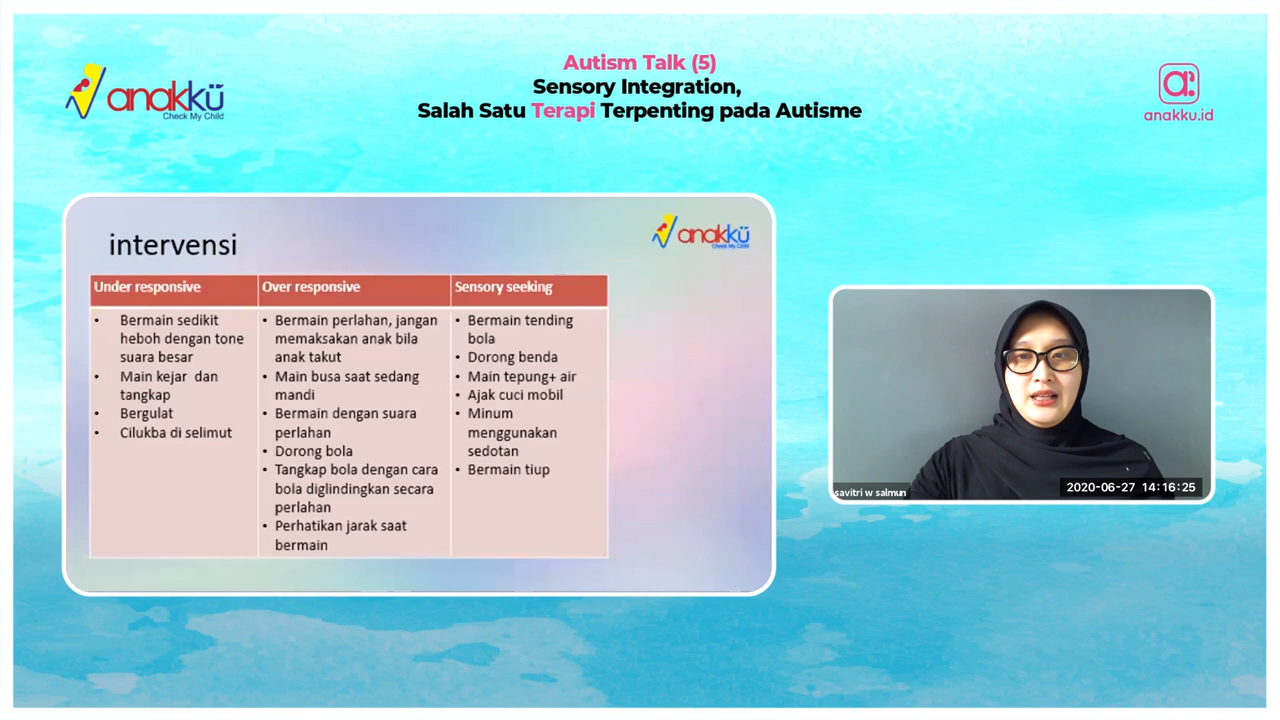 Autism Talk (5)
Sensory Integration,
Salah Satu Terapi Terpenting pada Autisme
anakkü
Check My Child
a:
anakku.id
anakkü
Check My Child
intervensi
Under responsive
• Bermain sedikit
heboh dengan tone
suara besar
• Main kejar dan
tangkap
• Bergulat
• Cilukba di selimut
Over responsive
• Bermain perlahan, jangan
memaksakan anak bila
anak takut
• Main busa saat sedang
mandi
• Bermain dengan suara
perlahan
• Dorong bola
• Tangkap bola dengan cara
bola diglindingkan secara
perlahan
• Perhatikan jarak saat
bermain
Sensory seeking
• Bermain tending
bola
• Dorong benda
• Main tepung+ air
• Ajak cuci mobil
• Minum
menggunakan
sedotan
• Bermain tiup
savitri w salmun
2020-06-27 14:16:25